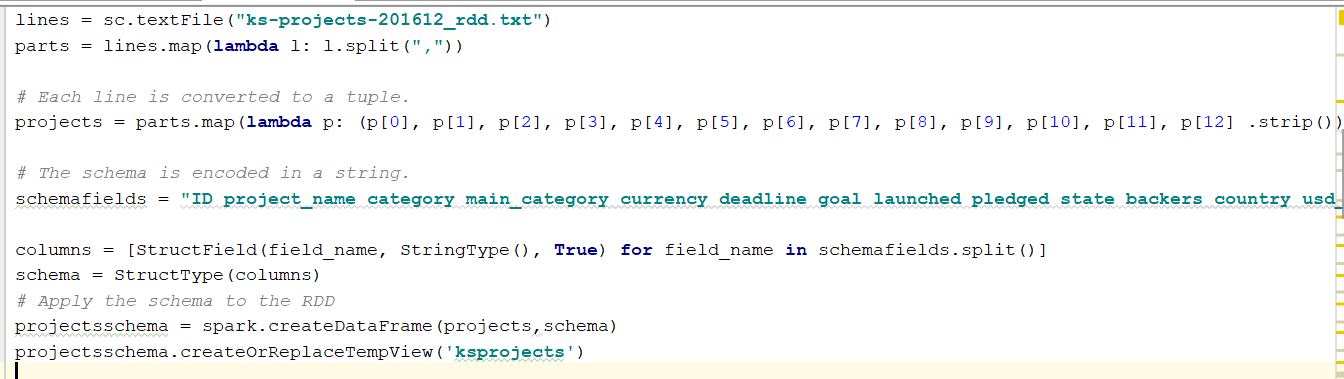 lines = sc.textFile("ks-projects-201612_rdd.txt")
parts = lines.map(lambda l: l.split(","))
# Each line is converted to a tuple.
projects = parts.map(lambda p: (p[0], p[1], p[2], p[3], p[4], p[5], p[6], p[7], p[8], p[9], p[10], p[11], p[12] .strip())
# The schema is encoded in a string.
schemafields = "ID project_name category main_category currency deadline goal launched pledged state backers country usd_
columns = [StructField(field_name, StringType(), True) for field_name in schemafields.split()]
schema = StructType(columns)
# Apply the schema to the RDD
projectsschema = spark.createDataFrame(projects,schema)
projectsschema.createOrReplaceTempView('ksprojects')